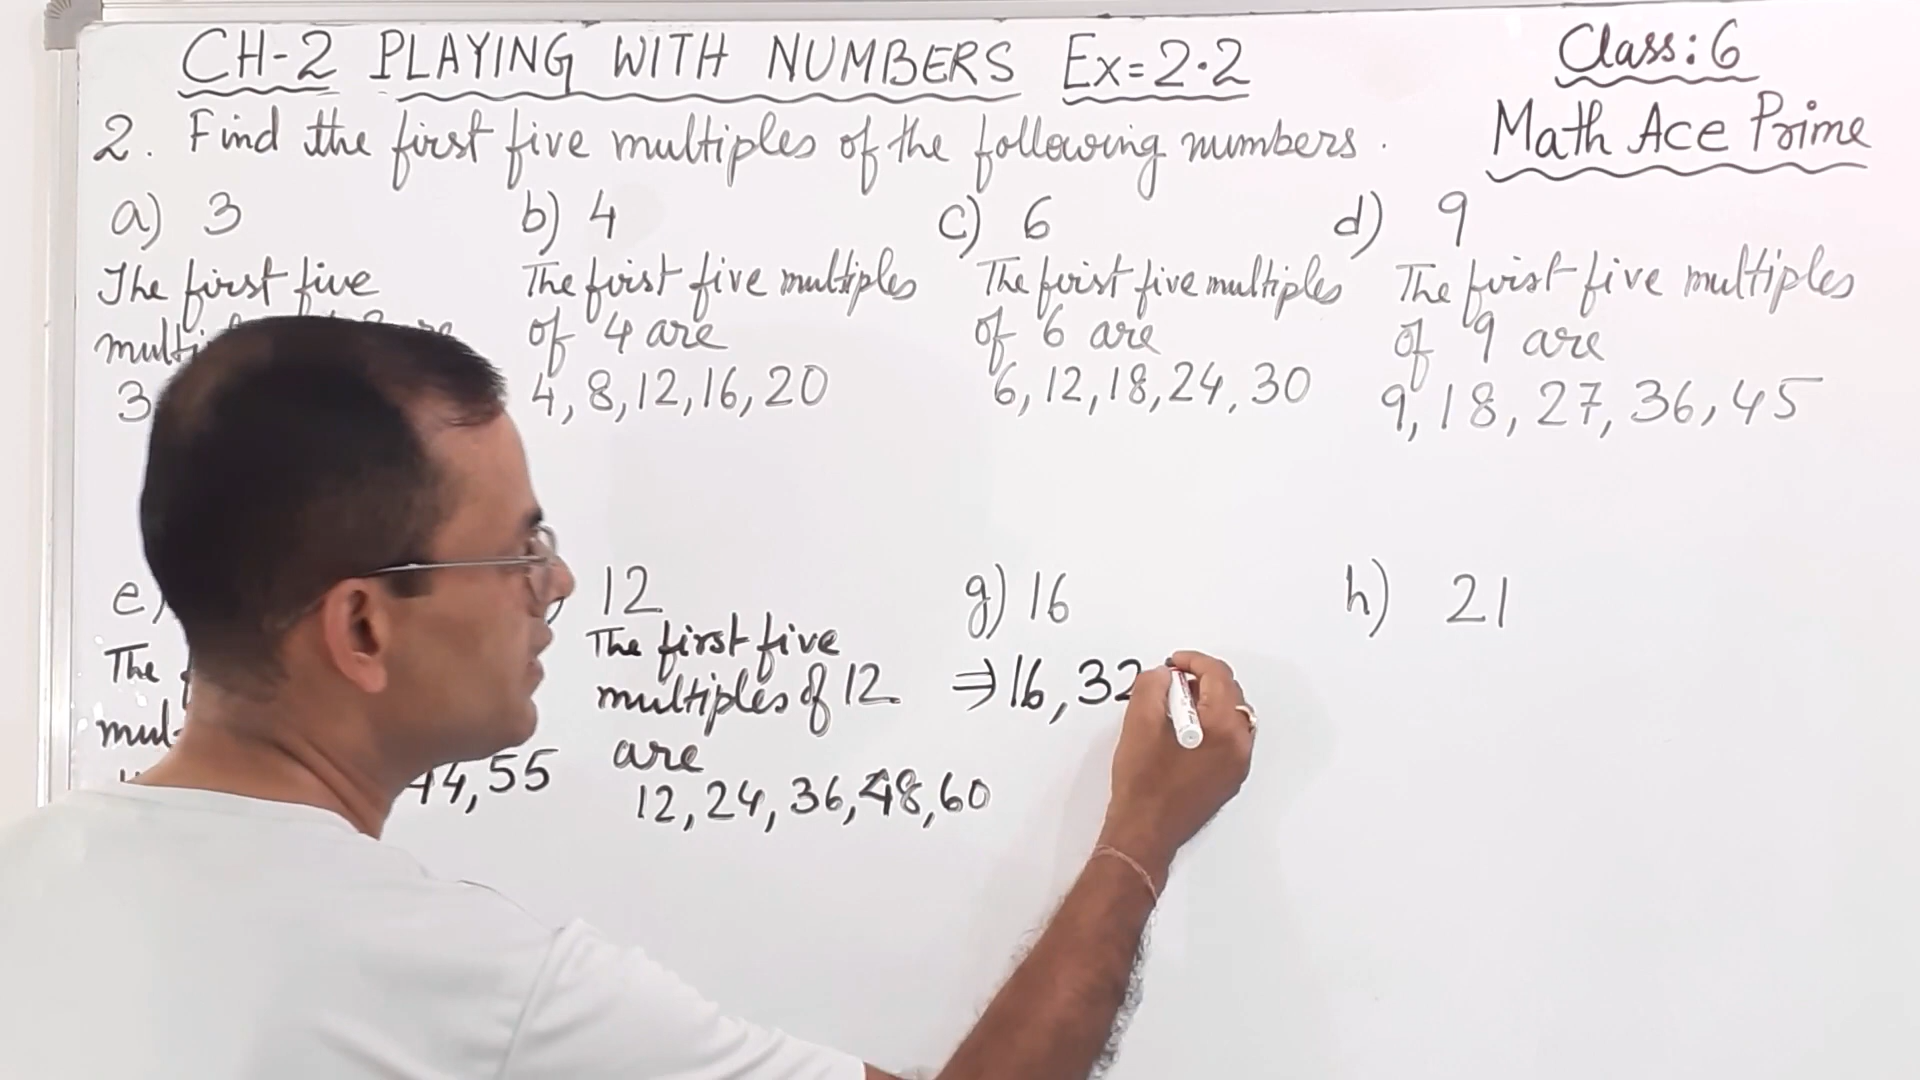 CH-2 PLAYING WITH NUMBERS Ex=2.2
Class:6
Math Ace Prime
2. Find the first five multiples of the following numbers.
a) 3
The first five
3
b) 4
The first five multiples
of 4 are
4, 8, 12, 16, 20
c) 6
The first five multiples
of 6 are
6, 12, 18, 24, 30
d) 9
The first five multiples
of 9 are
9, 18, 27, 36, 45
e)
The
44, 55
12
The first five
multiples of 12
are
12, 24, 36, 48, 60
g) 16
⇒ 16, 32
h) 21